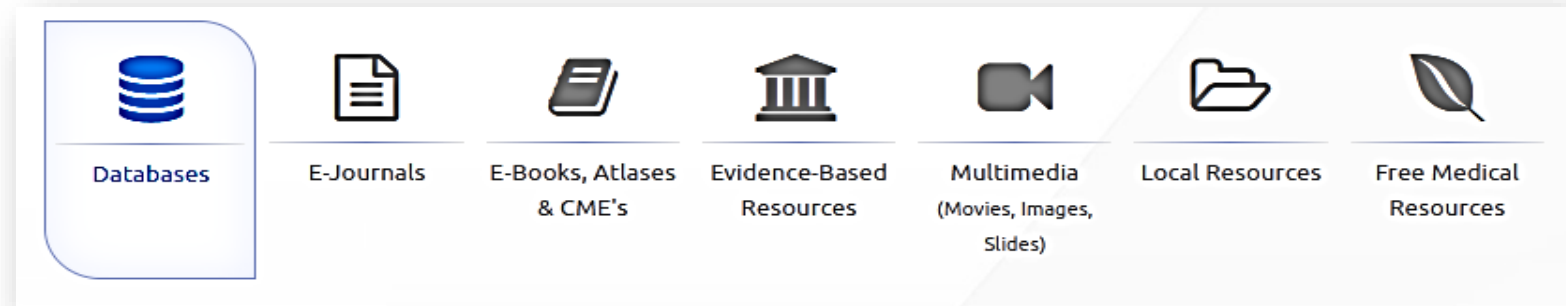 Databases
E-Journals
E-Books, Atlases
& CME's
Evidence-Based
Resources
Multimedia
(Movies, Images,
Slides)
Local Resources
Free Medical
Resources